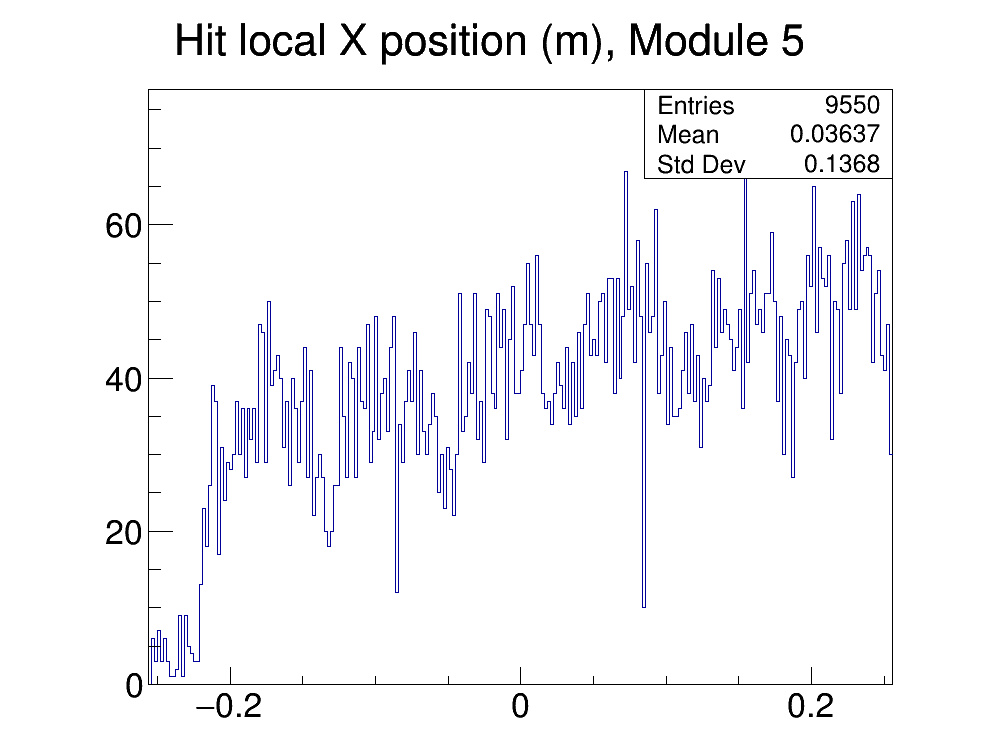 Hit local X position (m), Module 5
Entries 9550
Mean 0.03637
Std Dev 0.1368
60
40
20
0
−0.2 0 0.2